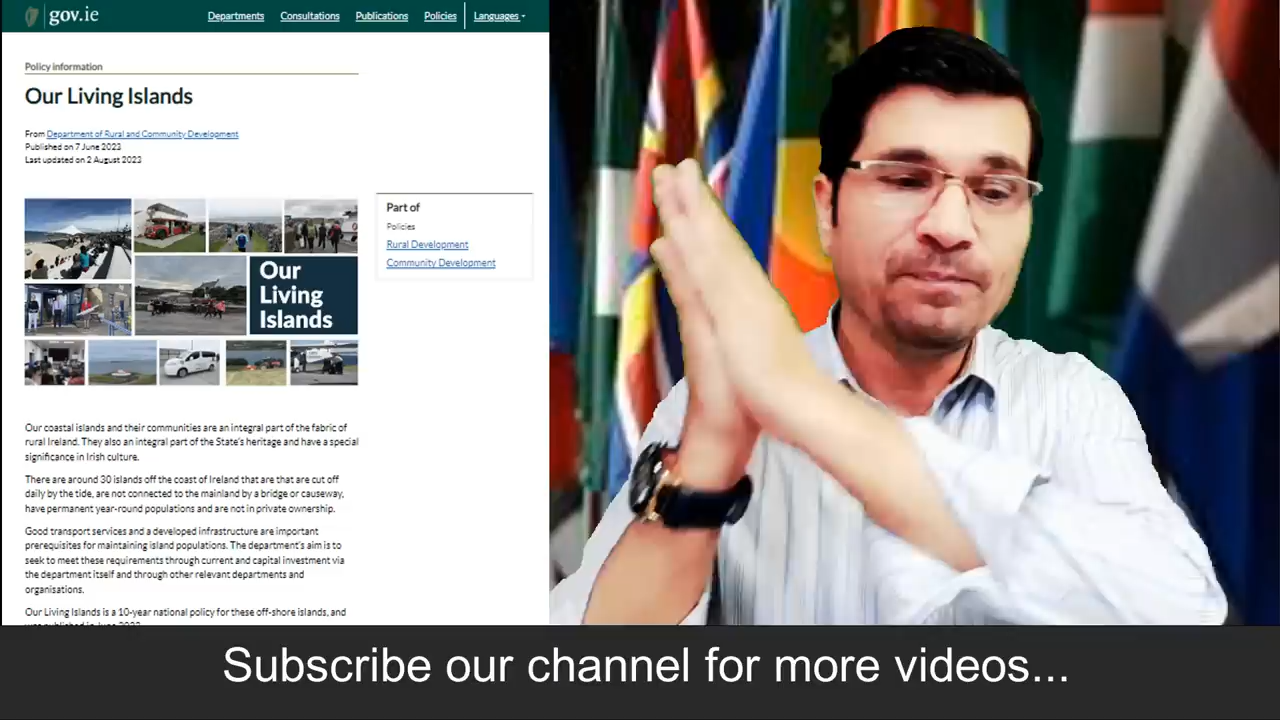 gov.ie
Departments Consultations Publications Policies Languages
Policy information
Our Living Islands
From Department of Rural and Community Development
Published on 7 June 2023
Last updated on 2 August 2023
Our
Living
Islands
Part of
Policies
Rural Development
Community Development
Our coastal islands and their communities are an integral part of the fabric of
rural Ireland. They also an integral part of the State's heritage and have a special
significance in Irish culture.
There are around 30 islands off the coast of Ireland that are that are cut off
daily by the tide, are not connected to the mainland by a bridge or causeway,
have permanent year-round populations and are not in private ownership.
Good transport services and a developed infrastructure are important
prerequisites for maintaining island populations. The department's aim is to
seek to meet these requirements through current and capital investment via
the department itself and through other relevant departments and
organisations.
Our Living Islands is a 10-year national policy for these off-shore islands, and
Subscribe our channel for more videos...